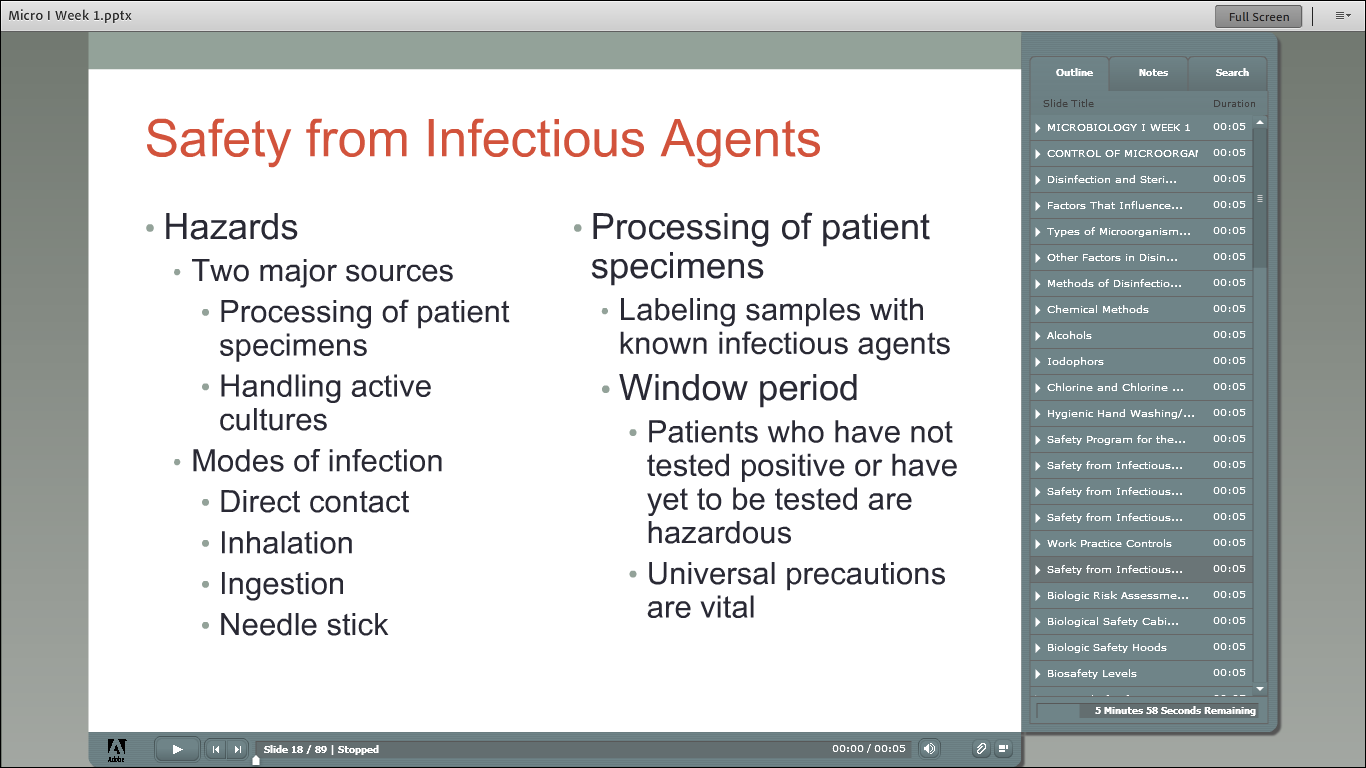 Micro I Week 1.pptx
Full Screen
Safety from Infectious Agents
• Hazards
• Two major sources
• Processing of patient
specimens
• Handling active
cultures
• Modes of infection
• Direct contact
• Inhalation
• Ingestion
• Needle stick
• Processing of patient
specimens
• Labeling samples with
known infectious agents
• Window period
• Patients who have not
tested positive or have
yet to be tested are
hazardous
• Universal precautions
are vital
Outline Notes Search
Slide Title Duration
MICROBIOLOGY I WEEK 1 00:05
CONTROL OF MICROORGAN 00:05
Disinfection and Steri... 00:05
Factors That Influence... 00:05
Types of Microorganism... 00:05
Other Factors in Disin... 00:05
Methods of Disinfectio... 00:05
Chemical Methods 00:05
Alcohols 00:05
Iodophors 00:05
Chlorine and Chlorine ... 00:05
Hygienic Hand Washing/... 00:05
Safety Program for the... 00:05
Safety from Infectious... 00:05
Safety from Infectious... 00:05
Safety from Infectious... 00:05
Work Practice Controls 00:05
Safety from Infectious... 00:05
Biologic Risk Assessme... 00:05
Biological Safety Cabi... 00:05
Biologic Safety Hoods 00:05
Biosafety Levels 00:05
5 Minutes 58 Seconds Remaining
Adobe
Slide 18 / 89 | Stopped 00:00 / 00:05